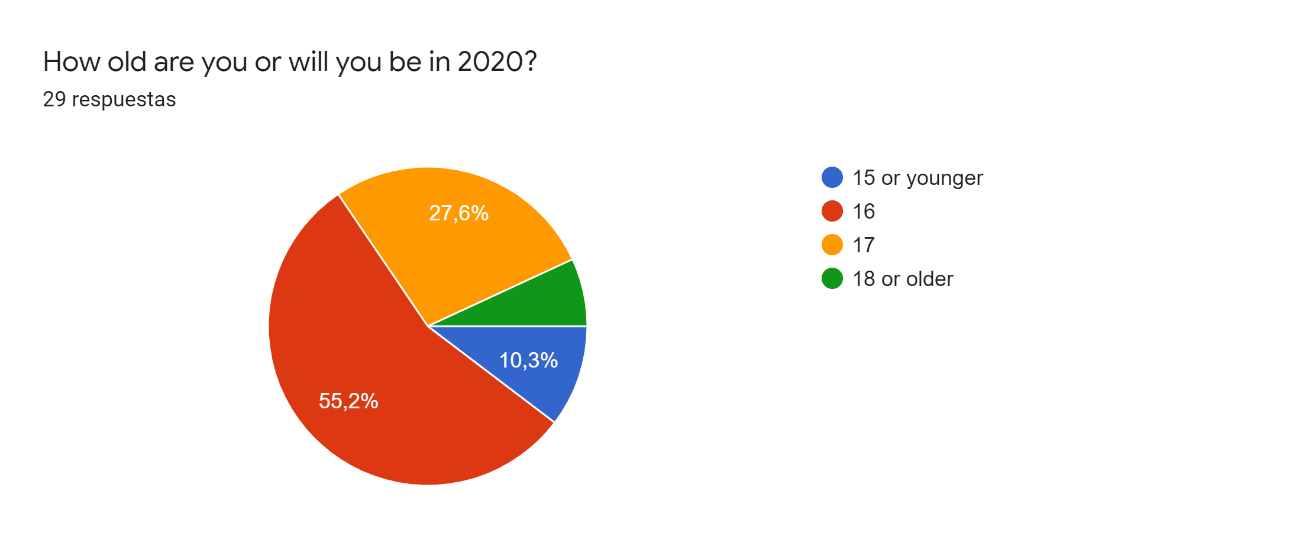 How old are you or will you be in 2020?
29 respuestas
27,6%
10,3%
55,2%
15 or younger
16
17
18 or older